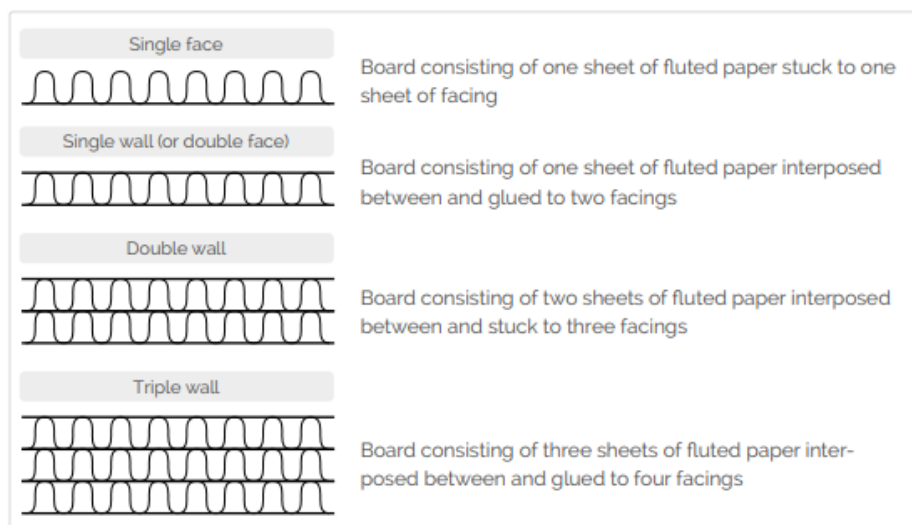 Single face
Board consisting of one sheet of fluted paper stuck to one
sheet of facing
Single wall (or double face)
Board consisting of one sheet of fluted paper interposed
between and glued to two facings
Double wall
Board consisting of two sheets of fluted paper interposed
between and stuck to three facings
Triple wall
Board consisting of three sheets of fluted paper inter-
posed between and glued to four facings